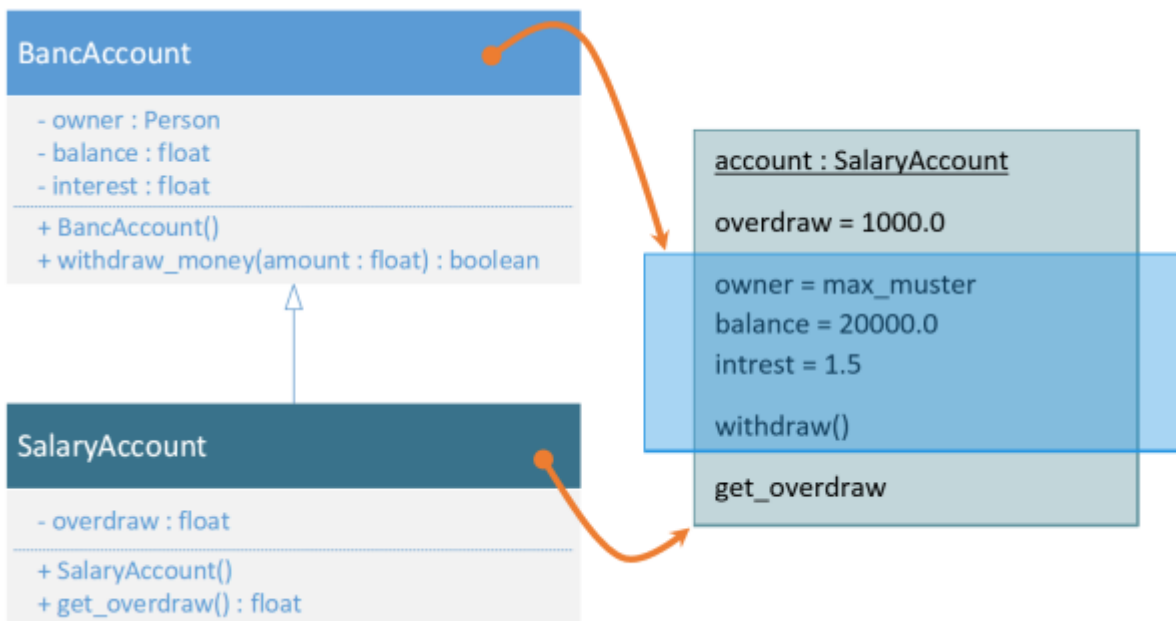 BancAccount
- owner : Person
- balance : float
- interest : float
+ BancAccount()
+ withdraw_money(amount : float) : boolean
SalaryAccount
- overdraw : float
+ SalaryAccount()
+ get_overdraw() : float
account : SalaryAccount
overdraw = 1000.0
owner = max_muster
balance = 20000.0
intrest = 1.5
withdraw()
get_overdraw